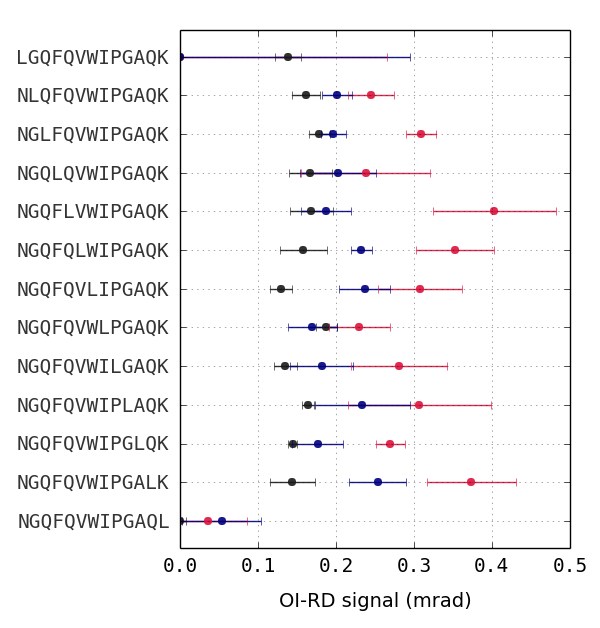 LGQFQVWIPGAQK
NLQFQVWIPGAQK
NGLFQVWIPGAQK
NGQLQVWIPGAQK
NGQFLVWIPGAQK
NGQFQLWIPGAQK
NGQFQVLIPGAQK
NGQFQVWLPGAQK
NGQFQVWILGAQK
NGQFQVWIPLAQK
NGQFQVWIPGLQK
NGQFQVWIPGALK
NGQFQVWIPGAQL
0.0 0.1 0.2 0.3 0.4 0.5
OI-RD signal (mrad)